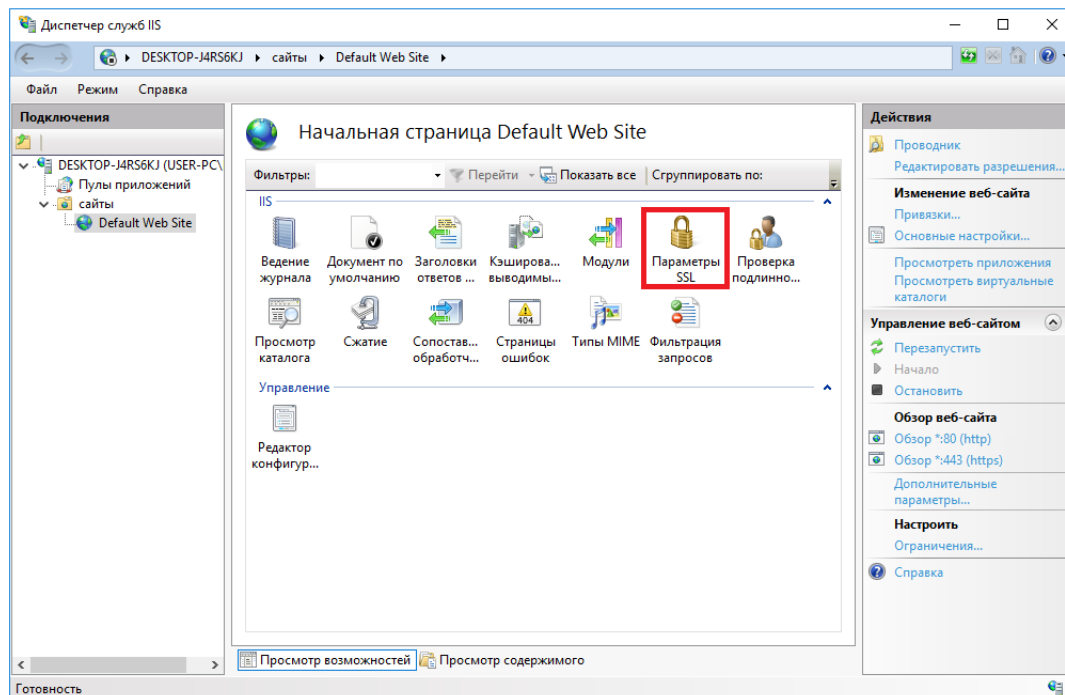 Диспетчер служб IIS
DESKTOP-J4RS6KJ сайты Default Web Site
Файл Режим Справка
Подключения
DESKTOP-J4RS6KJ (USER-PC\
Пулы приложений
сайты
Default Web Site
Начальная страница Default Web Site
Фильтры: Перейти Показать все Сгруппировать по:
IIS
Ведение
журнала
Документ по
умолчанию
Заголовки
ответов ...
Кэширова...
выводимы...
Модули
Параметры
SSL
Проверка
подлинно...
Просмотр
каталога
Сжатие
Сопостав...
обработч...
404
Страницы
ошибок
Типы MIME
Фильтрация
запросов
Управление
Редактор
конфигур...
Просмотр возможностей Просмотр содержимого
Действия
Проводник
Редактировать разрешения...
Изменение веб-сайта
Привязки...
Основные настройки...
Просмотреть приложения
Просмотреть виртуальные
каталоги
Управление веб-сайтом
Перезапустить
Начало
Остановить
Обзор веб-сайта
Обзор *:80 (http)
Обзор *:443 (https)
Дополнительные
параметры...
Настроить
Ограничения...
Справка
Готовность